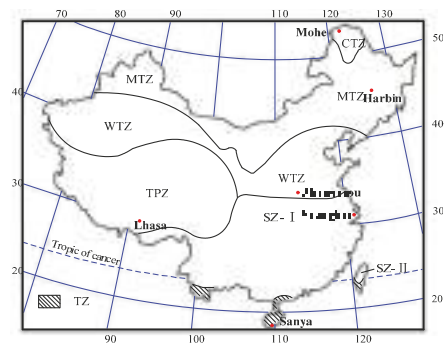 70
80
90
100
110
120
130
Mohe
CTZ
50
MTZ
MTZ
Harbin
40
WTZ
40
WTZ
ou
TPZ
30
SZ- I
30
Lhasa
Tropic of cancer
SZ-II
20
20
TZ
Sanya
90
100
110
120